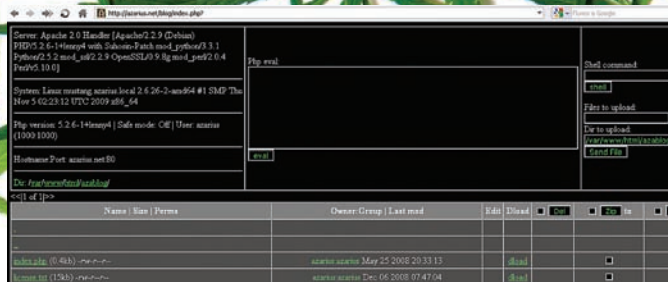 http://azarius.net/blog/index.php?
Server: Apache 2.0 Handler [Apache/2.2.9 (Debian)
PHP/5.2.6-1+lenny4 with Suhosin-Patch mod_python/3.3.1
Python/2.5.2 mod_ssl/2.2.9 OpenSSL/0.9.8g mod_perl/2.0.4
Perl/v5.10.0]
System: Linux mustang.azarius.local 2.6.26-2-amd64 #1 SMP Thu
Nov 5 02:23:12 UTC 2009 x86_64
Php version: 5.2.6-1+lenny4 | Safe mode: Off | User: azarius
(1000:1000)
Hostname:Port: azarius.net:80
Dir: /var/www/html/azablog/
Php eval:
eval
Shell command:
shell
Files to upload:
Dir to upload:
/var/www/html/azablog
Send File
<<|1 of 1|>>
Name | Size | Perms Owner:Group | Last mod Edit Dload Del Zip to
.
..
index.php (0.4kb) -rw-r--r-- azarius:azarius May 25 2008 20:33:13 dload
license.txt (15kb) -rw-r--r-- azarius:azarius Dec 06 2008 07:47:04 dload